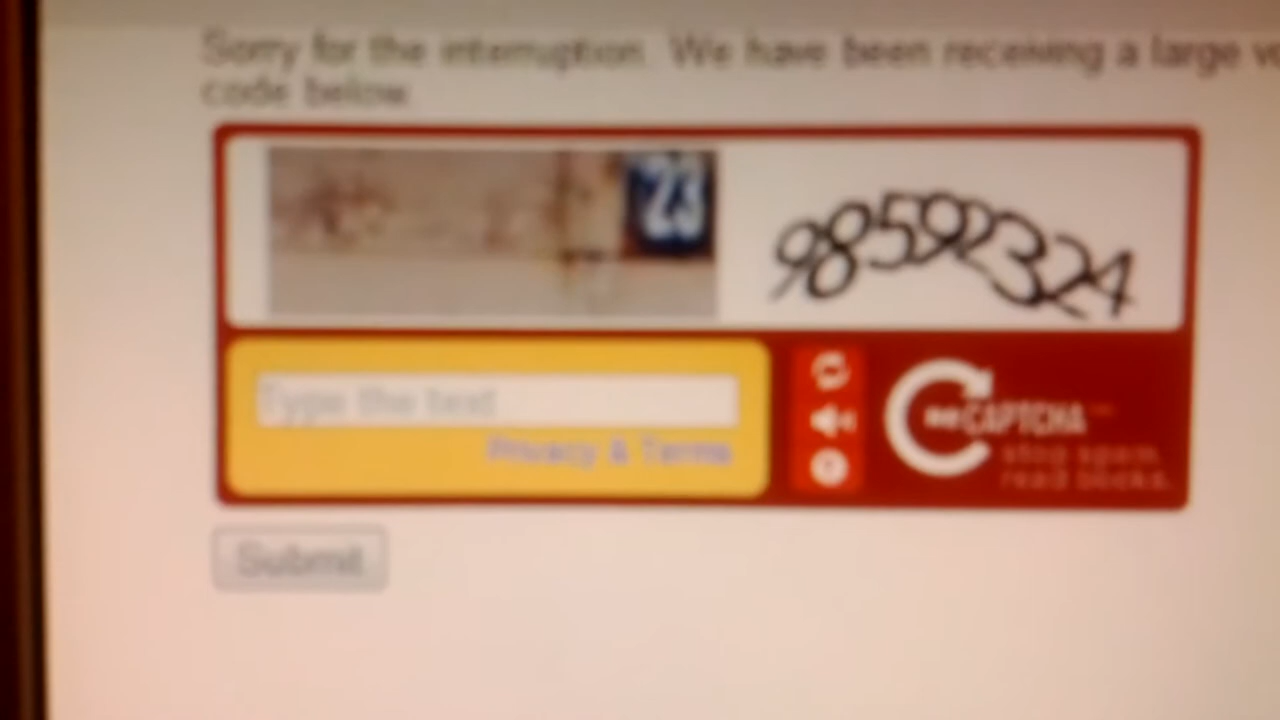 Sorry for the interruption. We have been receiving a large
code below.
23
98592324
Type the text
Privacy & Terms
reCAPTCHA™
stop spam.
read books.
Submit